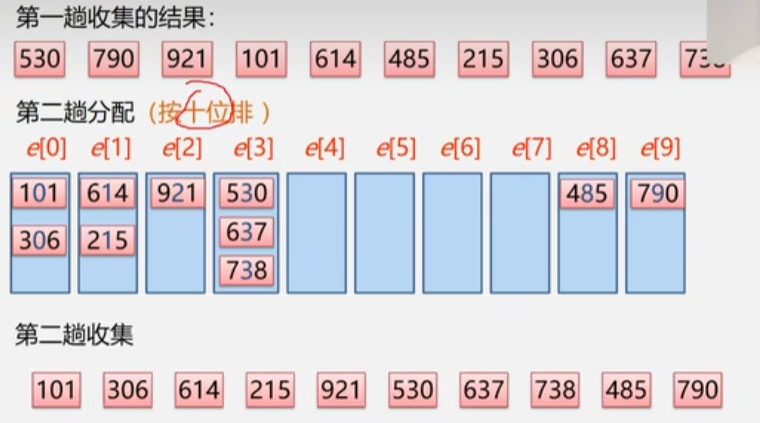 第一趟收集的结果：
530 790 921 101 614 485 215 306 637
第二趟分配（按十位排 ）
e[0] e[1] e[2] e[3] e[4] e[5] e[6] e[7] e[8] e[9]
101 614 921 530 485 790
306 215 637
738
第二趟收集
101 306 614 215 921 530 637 738 485 790